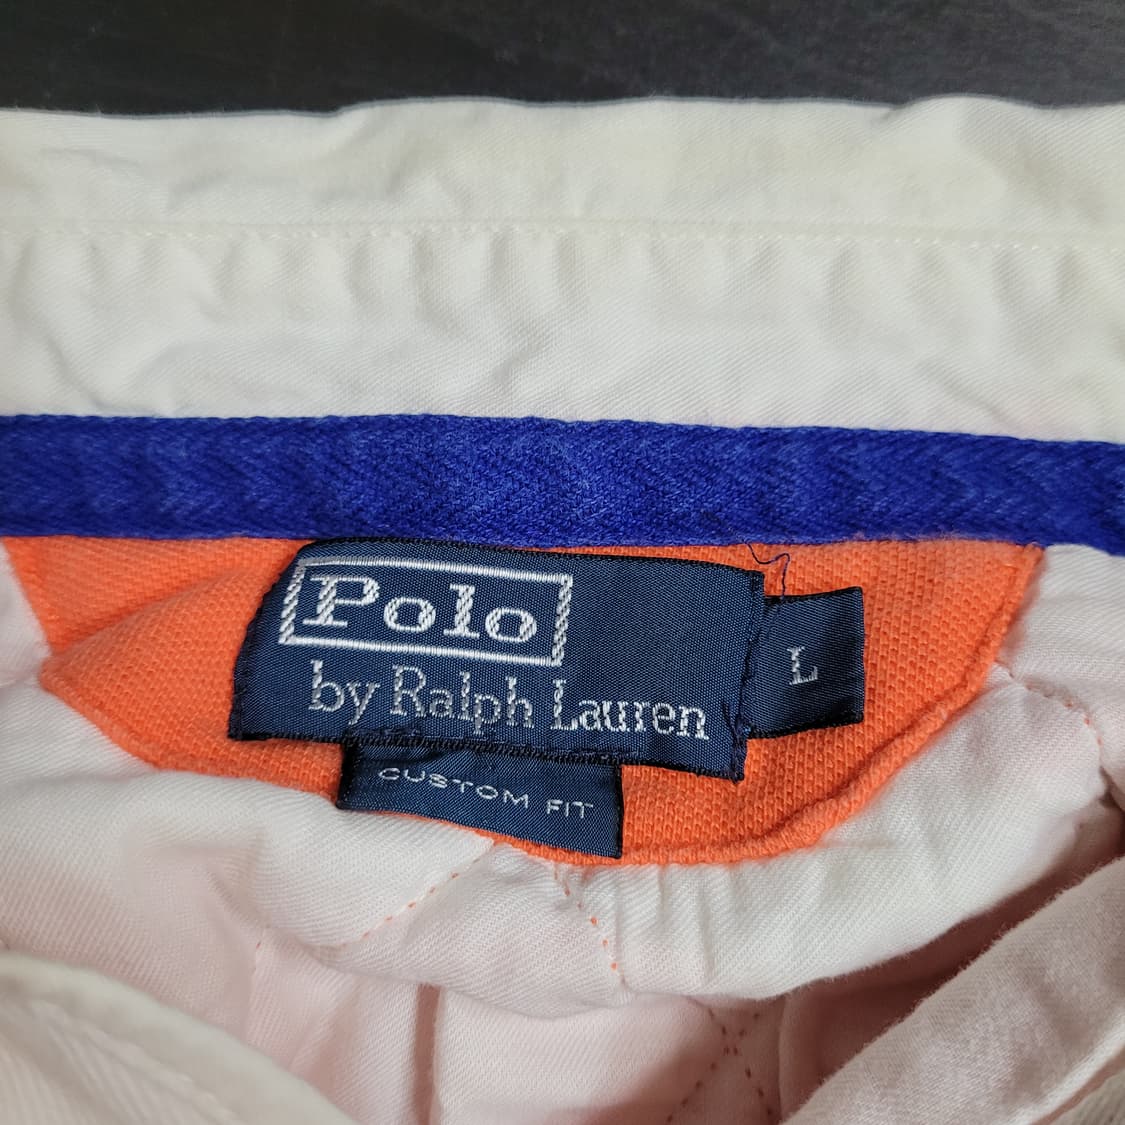 Polo
by Ralph Lauren
L
CUSTOM FIT